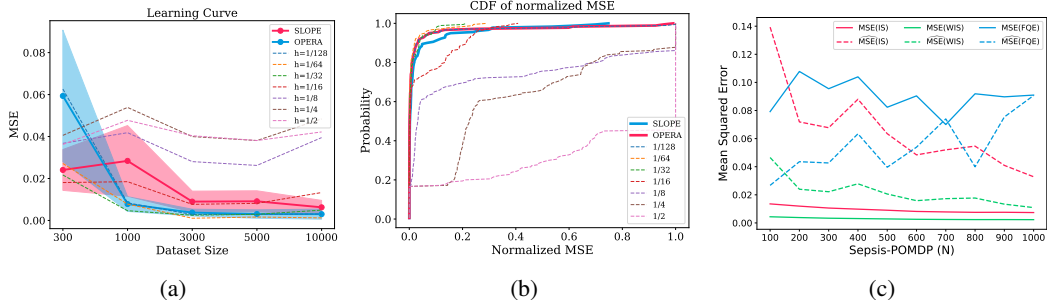 Learning Curve
MSE
0.08
0.06
0.04
0.02
0.00
300
1000
3000
5000
10000
Dataset Size
SLOPE
OPERA
h=1/128
h=1/64
h=1/32
h=1/16
h=1/8
h=1/4
h=1/2
(a)
CDF of normalized MSE
Probability
1.0
0.8
0.6
0.4
0.2
0.0
0.0
0.2
0.4
0.6
0.8
1.0
Normalized MSE
SLOPE
OPERA
1/128
1/64
1/32
1/16
1/8
1/4
1/2
(b)
Mean Squared Error
0.14
0.12
0.10
0.08
0.06
0.04
0.02
0.00
100
200
300
400
500
600
700
800
900
1000
Sepsis-POMDP (N)
MSE(IS)
M̂SE(IS)
MSE(WIS)
M̂SE(WIS)
MSE(FQE)
M̂SE(FQE)
(c)